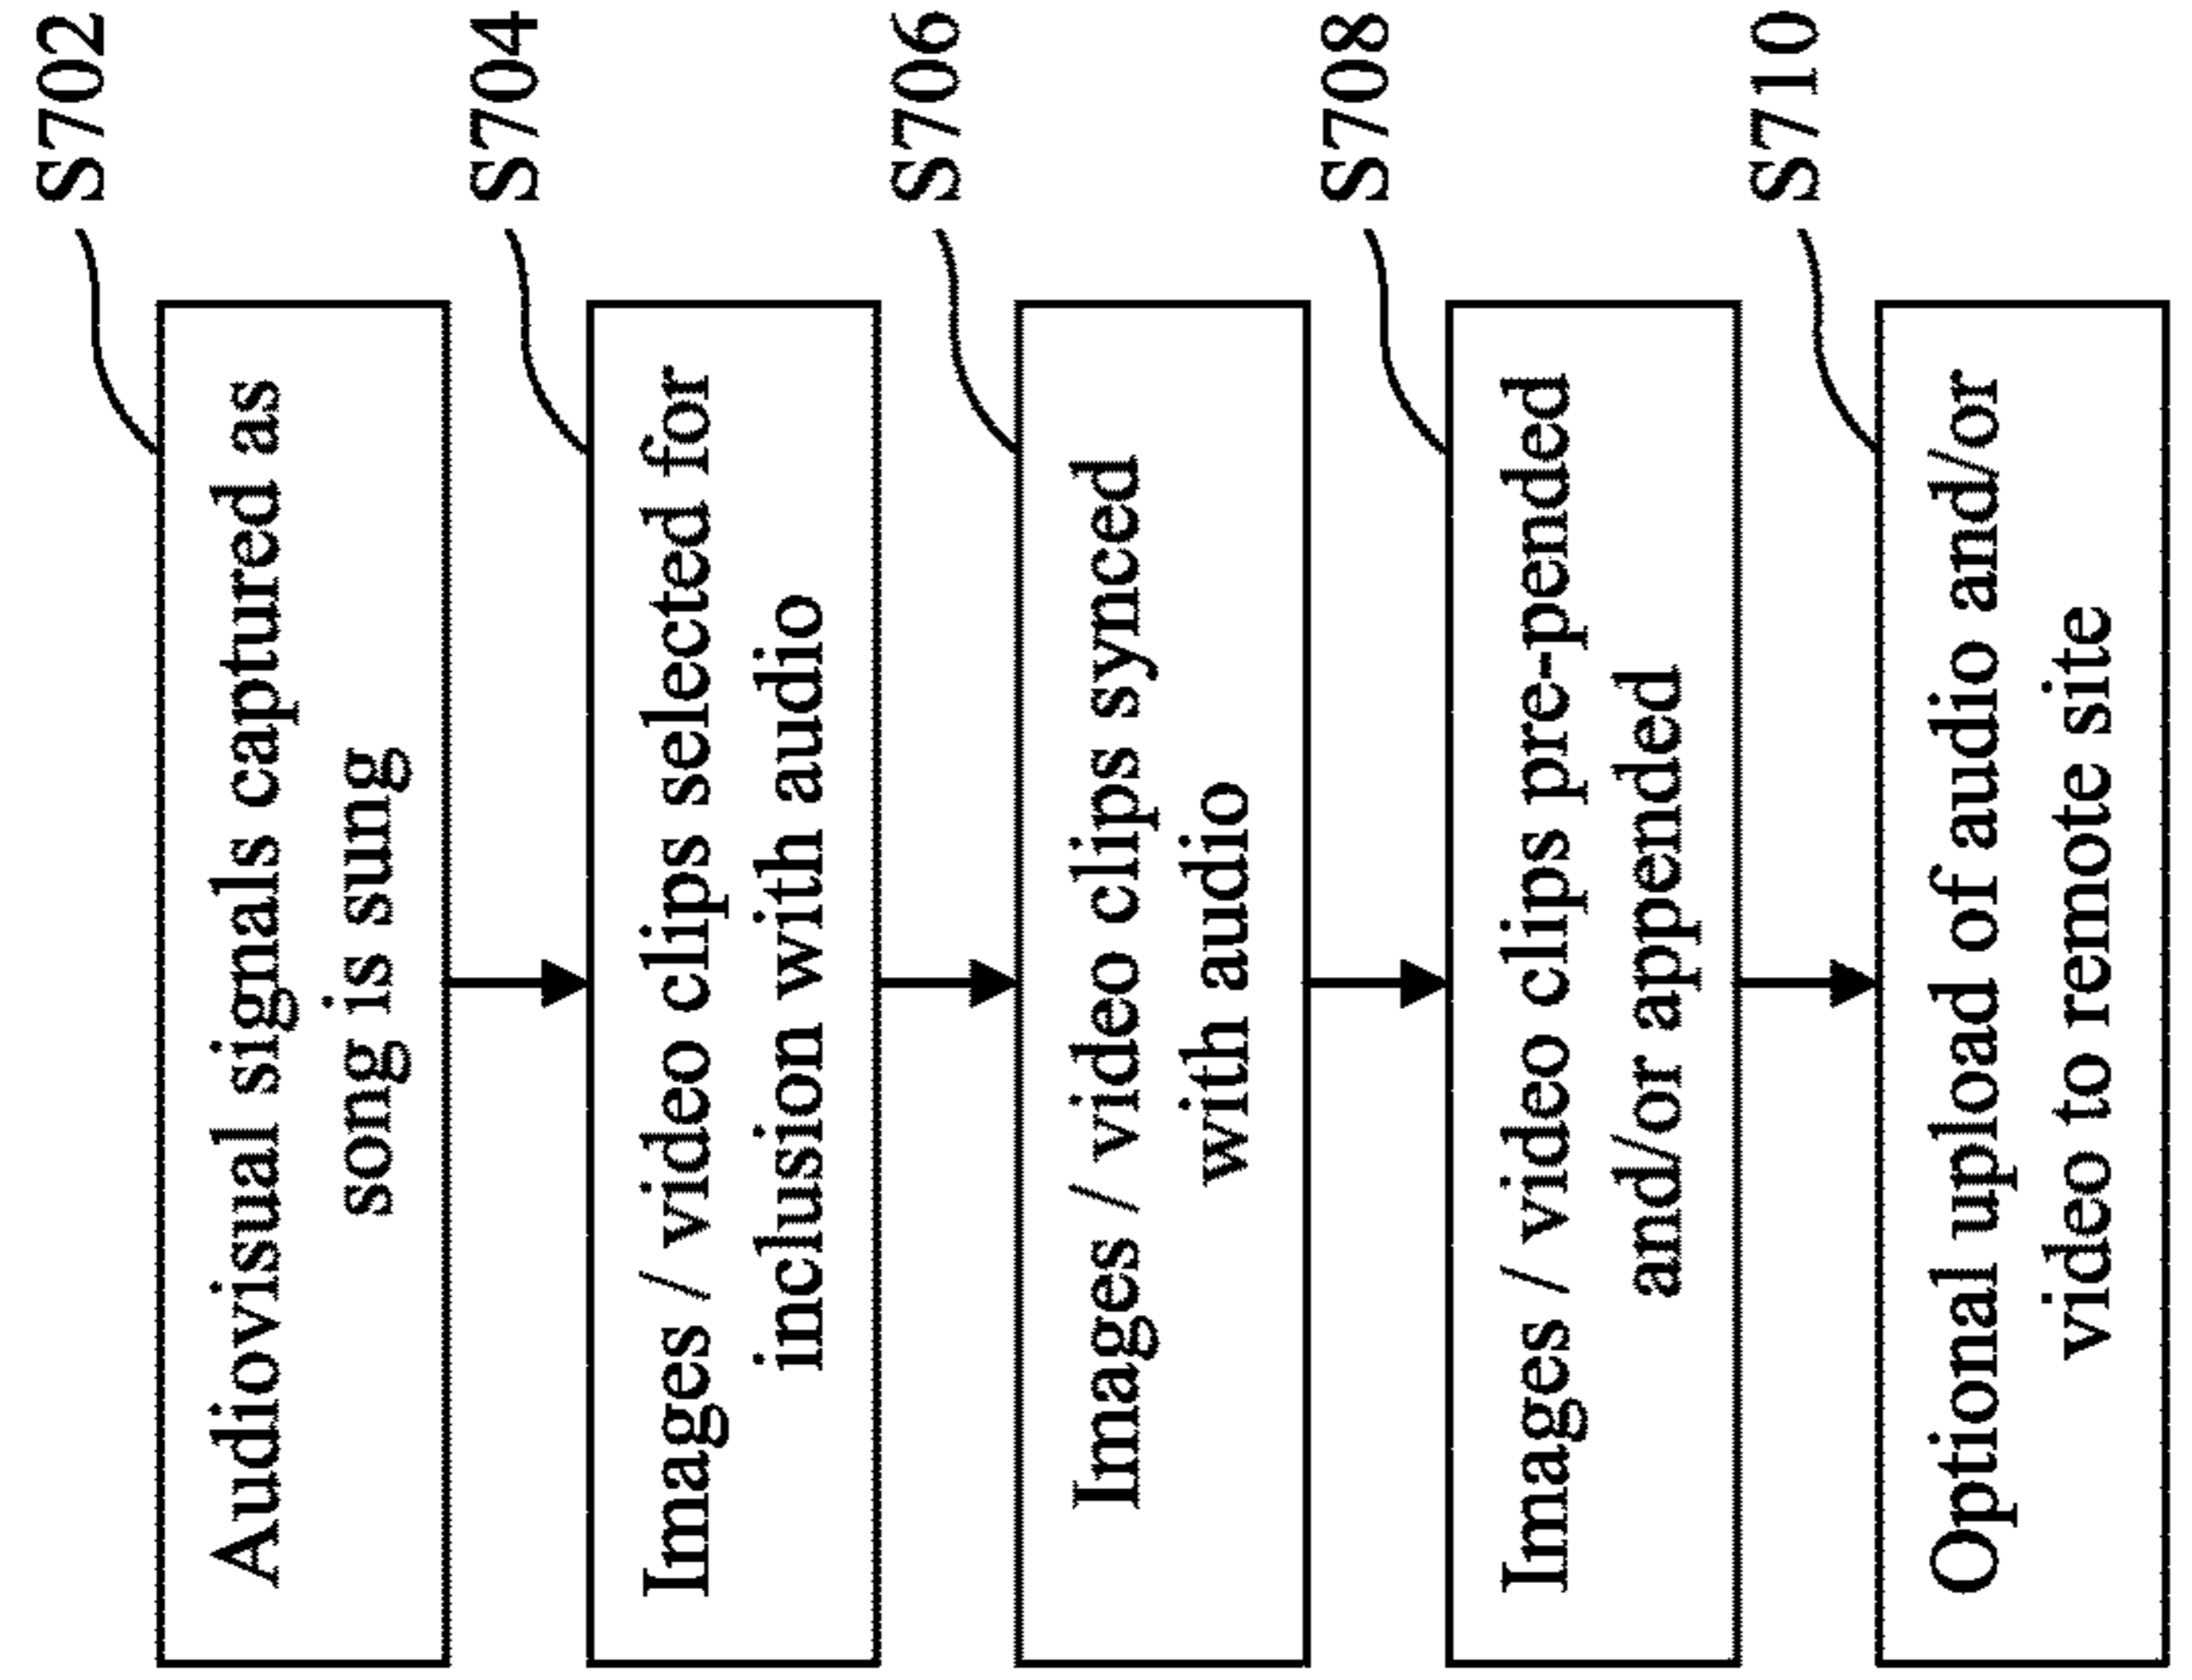 S702
Audiovisual signals captured as
song is sung
S704
Images / video clips selected for
inclusion with audio
S706
Images / video clips synced
with audio
S708
Images / video clips pre-pended
and/or appended
S710
Optional upload of audio and/or
video to remote site